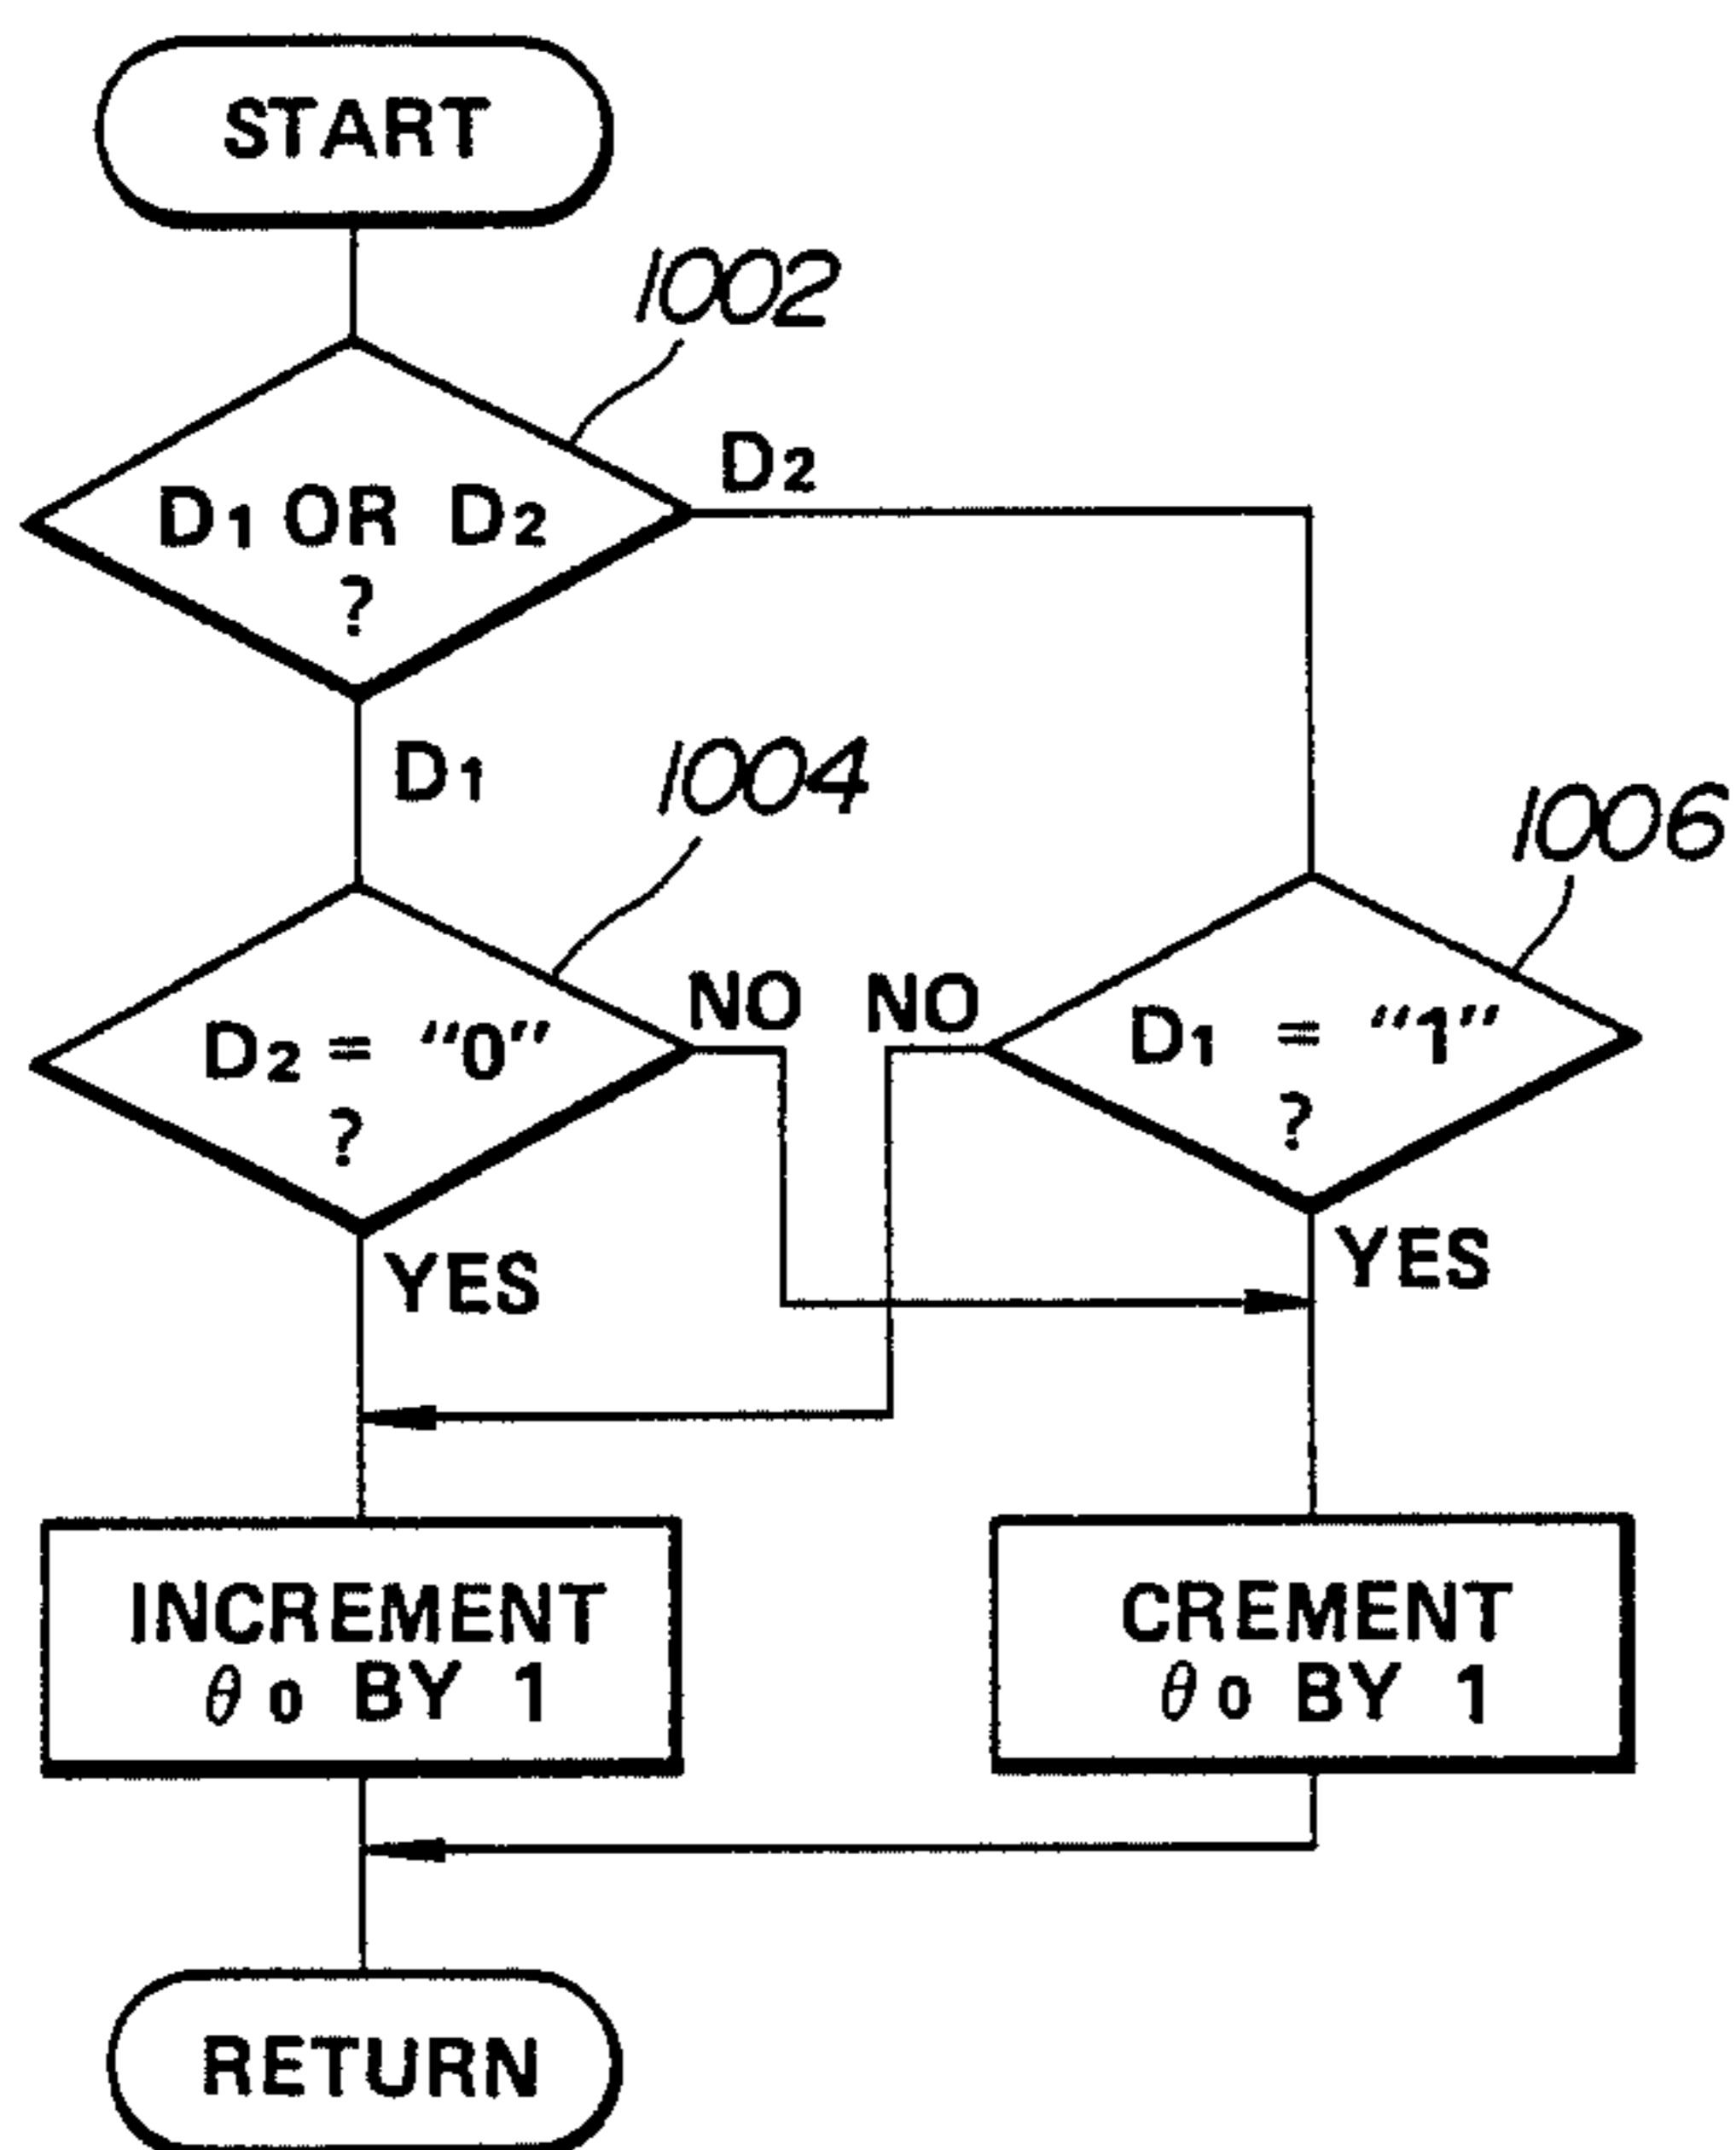 START
1002
D1 OR D2
?
D2
D1
1004
1006
D2 = "0"
?
NO
NO
D1 = "1"
?
YES
YES
INCREMENT
θ0 BY 1
CREMENT
θ0 BY 1
RETURN